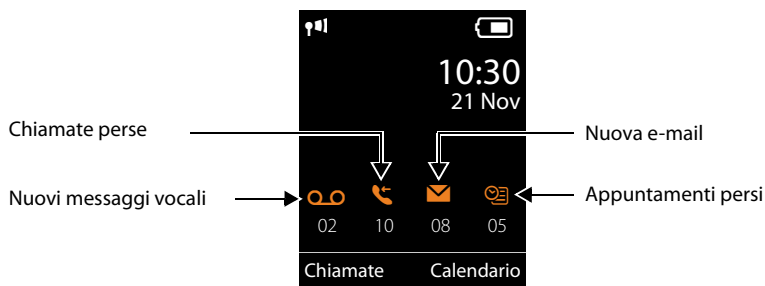 10:30
21 Nov
Chiamate perse
Nuova e-mail
Nuovi messaggi vocali
Appuntamenti persi
02 10 08 05
Chiamate Calendario